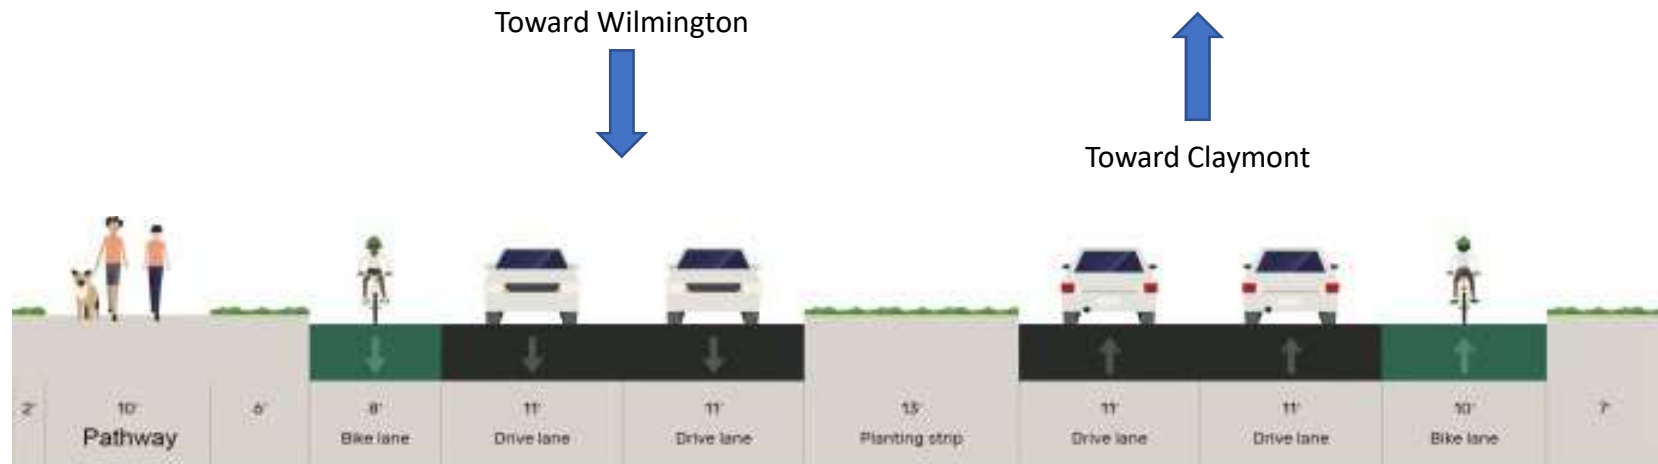 Toward Wilmington
Toward Claymont
2' 10' 6' 8' 11' 11' 13' 11' 11' 10' 7'
Pathway Bike lane Drive lane Drive lane Planting strip Drive lane Drive lane Bike lane